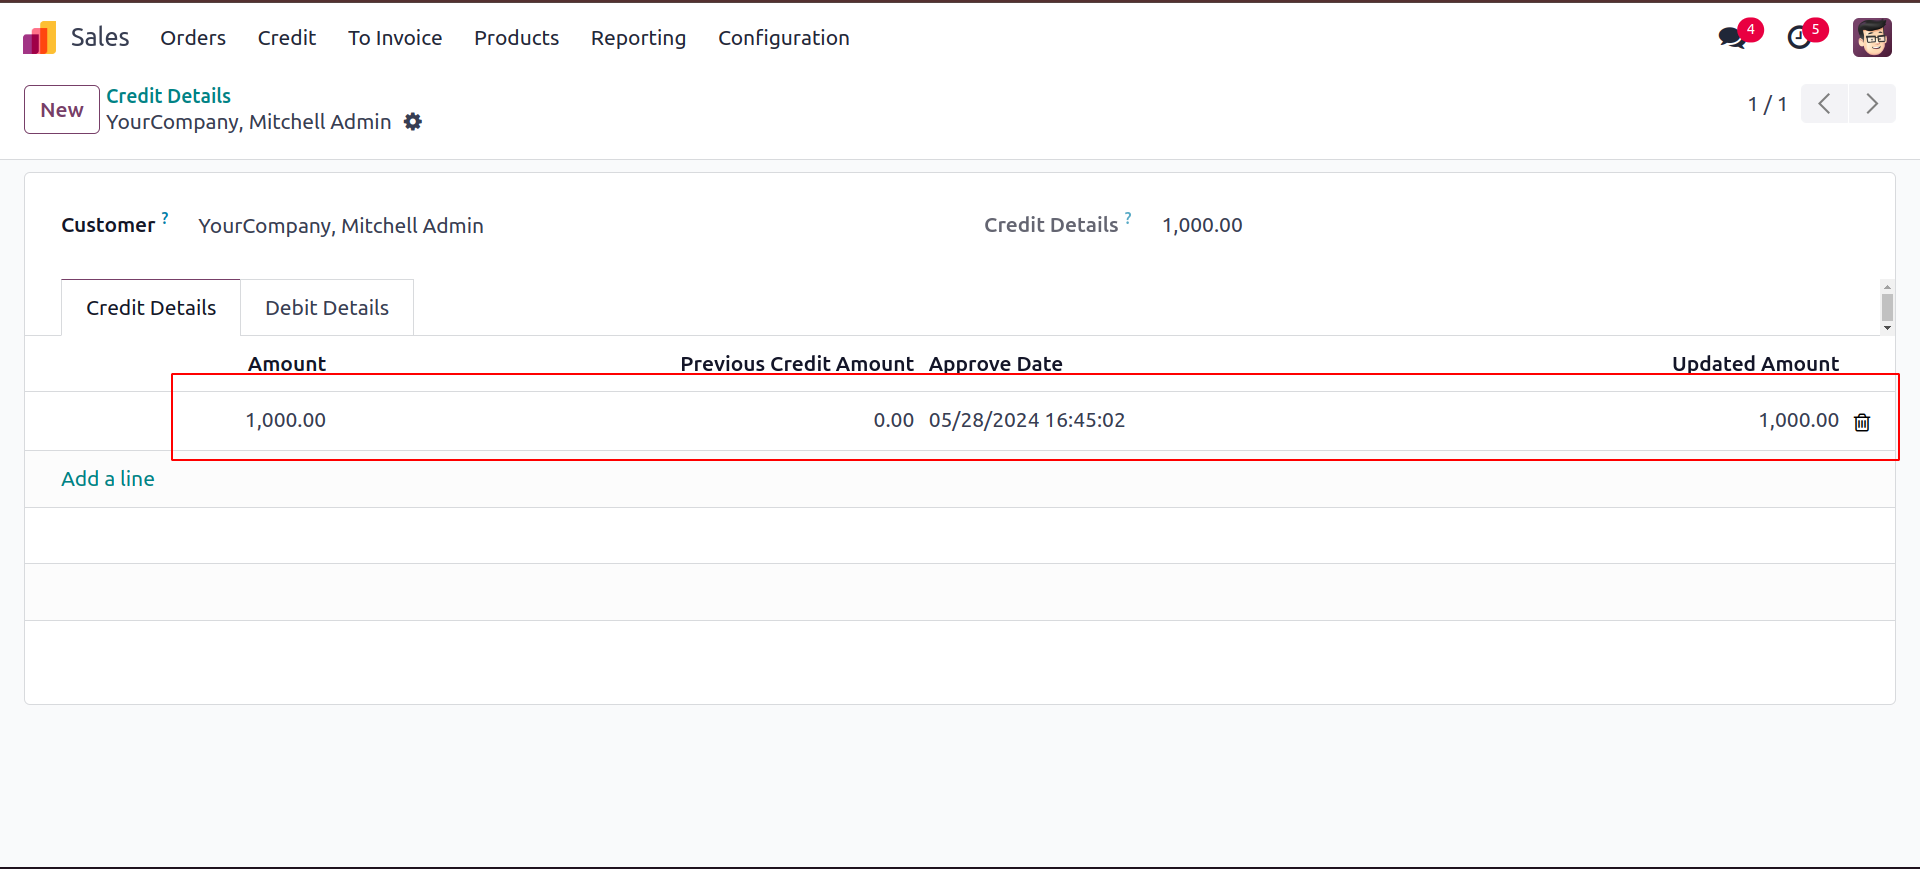 Sales Orders Credit To Invoice Products Reporting Configuration 4 5
New Credit Details
YourCompany, Mitchell Admin 1 / 1
Customer ? YourCompany, Mitchell Admin Credit Details ? 1,000.00
Credit Details Debit Details
Amount Previous Credit Amount Approve Date Updated Amount
1,000.00 0.00 05/28/2024 16:45:02 1,000.00
Add a line